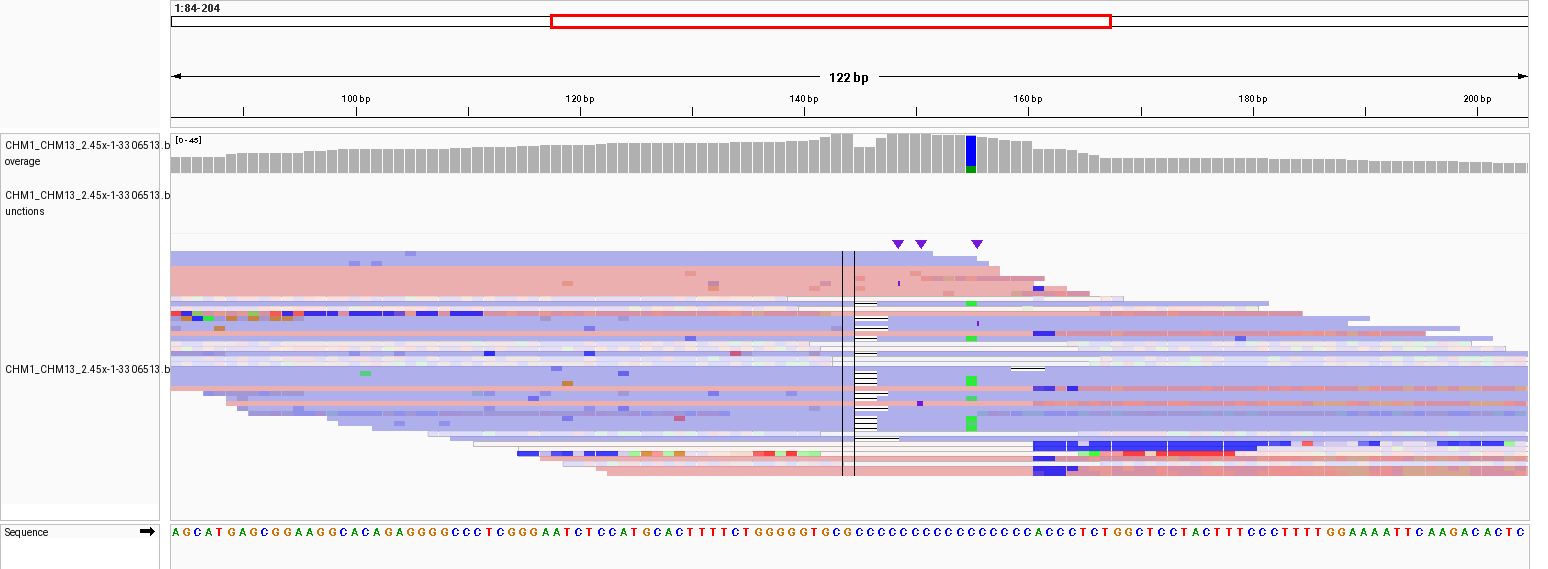 1:84-204
122 bp
100 bp 120 bp 140 bp 160 bp 180 bp 200 bp
CHM1_CHM13_2.45x-1-3306513.b
overage
[0-45]
CHM1_CHM13_2.45x-1-3306513.b
unctions
CHM1_CHM13_2.45x-1-3306513.b
Sequence
AGCATGAGCGGAAGGCACAGAGGGGCCCTCGGGAATCTCCATGCACTTTTCTGGGGGTGCGCCCCCCCCCCCCCCCCACCCTCTGGCTCCTACTTTCCCTTTTGGAAAATTCAAGACACTC